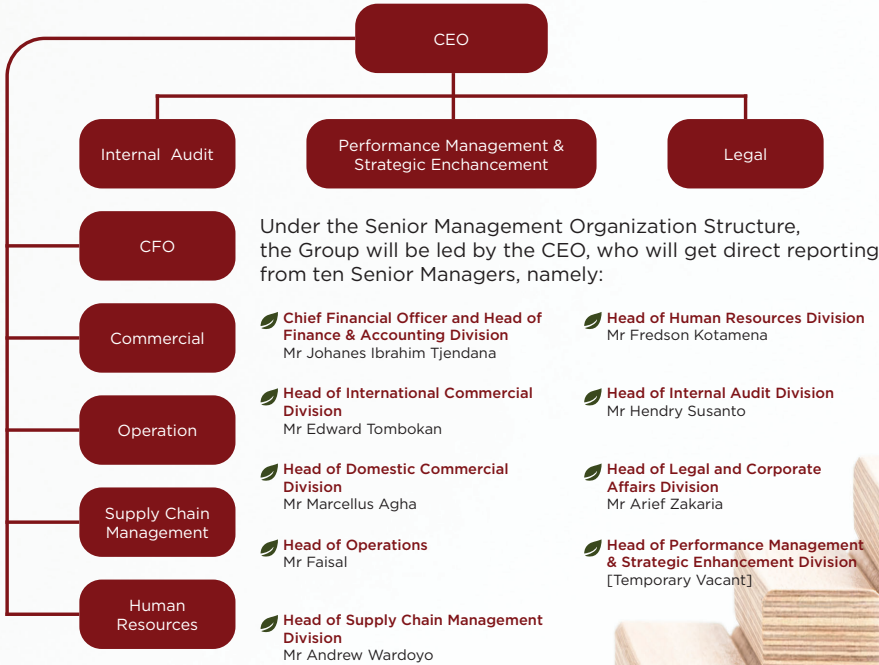 CEO
Internal Audit
Performance Management &
Strategic Enchancement
Legal
CFO
Commercial
Operation
Supply Chain
Management
Human
Resources
Under the Senior Management Organization Structure,
the Group will be led by the CEO, who will get direct reporting
from ten Senior Managers, namely:
Chief Financial Officer and Head of
Finance & Accounting Division
Mr Johanes Ibrahim Tjendana
Head of International Commercial
Division
Mr Edward Tombokan
Head of Domestic Commercial
Division
Mr Marcellus Agha
Head of Operations
Mr Faisal
Head of Supply Chain Management
Division
Mr Andrew Wardoyo
Head of Human Resources Division
Mr Fredson Kotamena
Head of Internal Audit Division
Mr Hendry Susanto
Head of Legal and Corporate
Affairs Division
Mr Arief Zakaria
Head of Performance Management
& Strategic Enhancement Division
[Temporary Vacant]